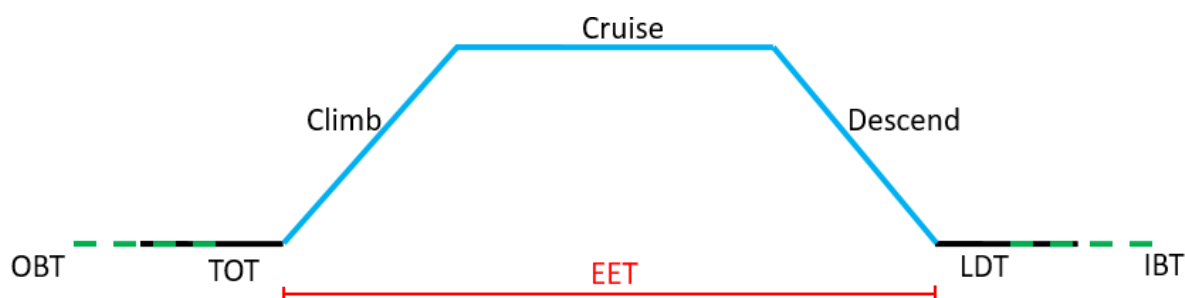 Cruise
Climb
Descend
OBT
TOT
EET
LDT
IBT